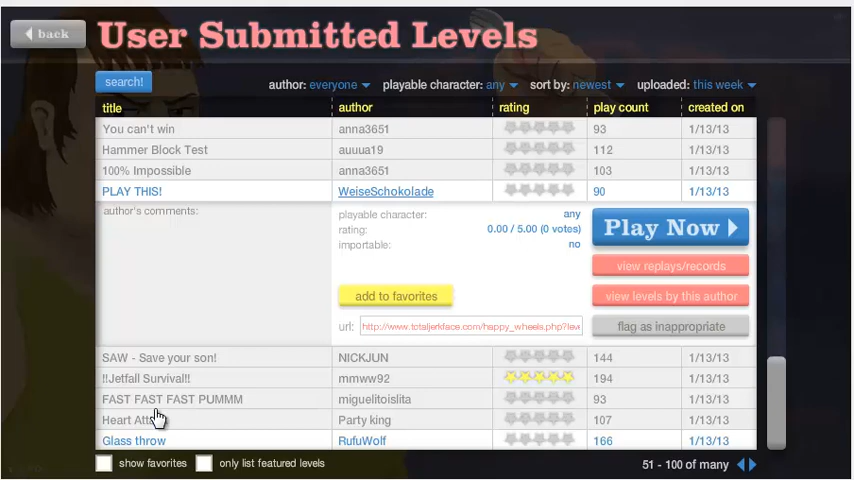 back
User Submitted Levels
search!
author: everyone playable character: any sort by: newest uploaded: this week
title author rating play count created on
You can't win anna3651 93 1/13/13
Hammer Block Test auuua19 112 1/13/13
100% Impossible anna3651 103 1/13/13
PLAY THIS! WeiseSchokolade 90 1/13/13
author's comments:
playable character: any
rating: 0.00 / 5.00 (0 votes)
importable: no
Play Now
view replays/records
add to favorites
view levels by this author
url: http://www.totaljerkface.com/happy_wheels.php?lev
flag as inappropriate
SAW - Save your son! NICKJUN 144 1/13/13
!!Jetfall Survival!! mmww92 194 1/13/13
FAST FAST FAST PUMMM miguelitoislita 93 1/13/13
Heart Party king 107 1/13/13
Glass throw RufuWolf 166 1/13/13
show favorites only list featured levels 51 - 100 of many